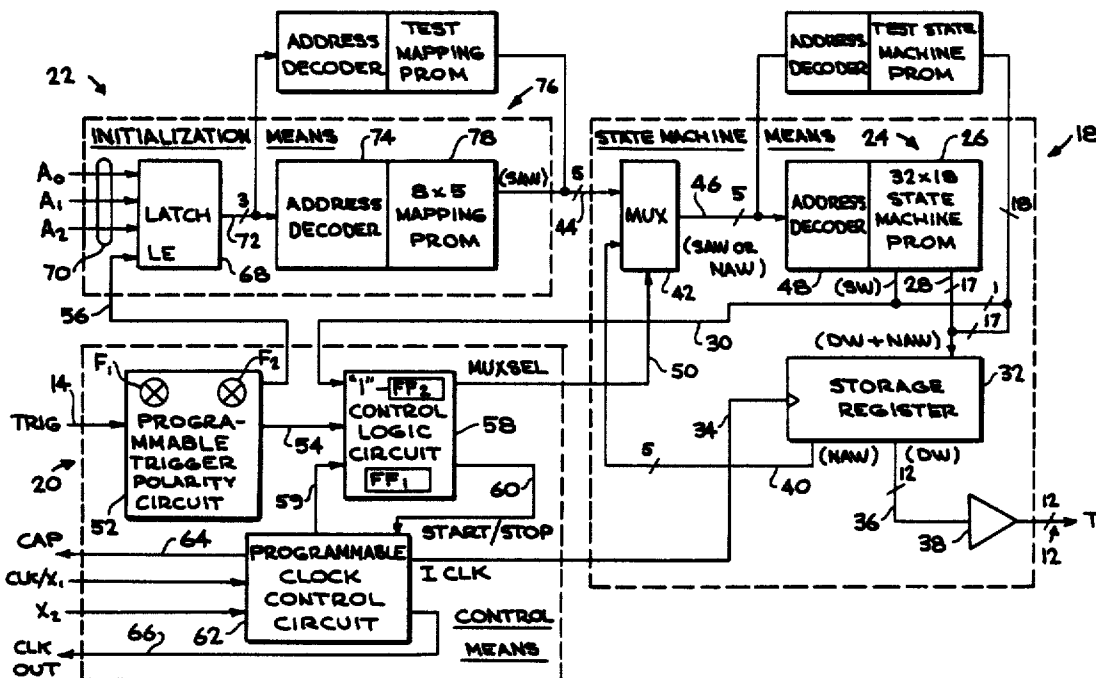 22
ADDRESS
DECODER
TEST
MAPPING
PROM
ADDRESS
DECODER
TEST STATE
MACHINE
PROM
76
INITIALIZATION MEANS
74
78
A0
A1
A2
70
LATCH
LE
68
3
72
ADDRESS
DECODER
8x5
MAPPING
PROM
(SAW)
5
44
56
STATE MACHINE MEANS
24
26
18
MUX
42
46
5
(SAW OR
NAW)
ADDRESS
DECODER
32x18
STATE
MACHINE
PROM
18
48
(SW)
28
17
1
17
30
50
(DW + NAW)
STORAGE
REGISTER
32
34
(NAW)
(DW)
5
40
12
36
38
12
T
12
F1
F2
14
TRIG
20
PROGRA-
MMABLE
TRIGGER
POLARITY
CIRCUIT
52
54
"1"
FF2
CONTROL
LOGIC
CIRCUIT
FF1
MUXSEL
58
59
60
START/STOP
CAP
64
CLK/X1
X2
CLK
OUT
66
62
PROGRAMMABLE
CLOCK
CONTROL
CIRCUIT
I CLK
CONTROL
MEANS